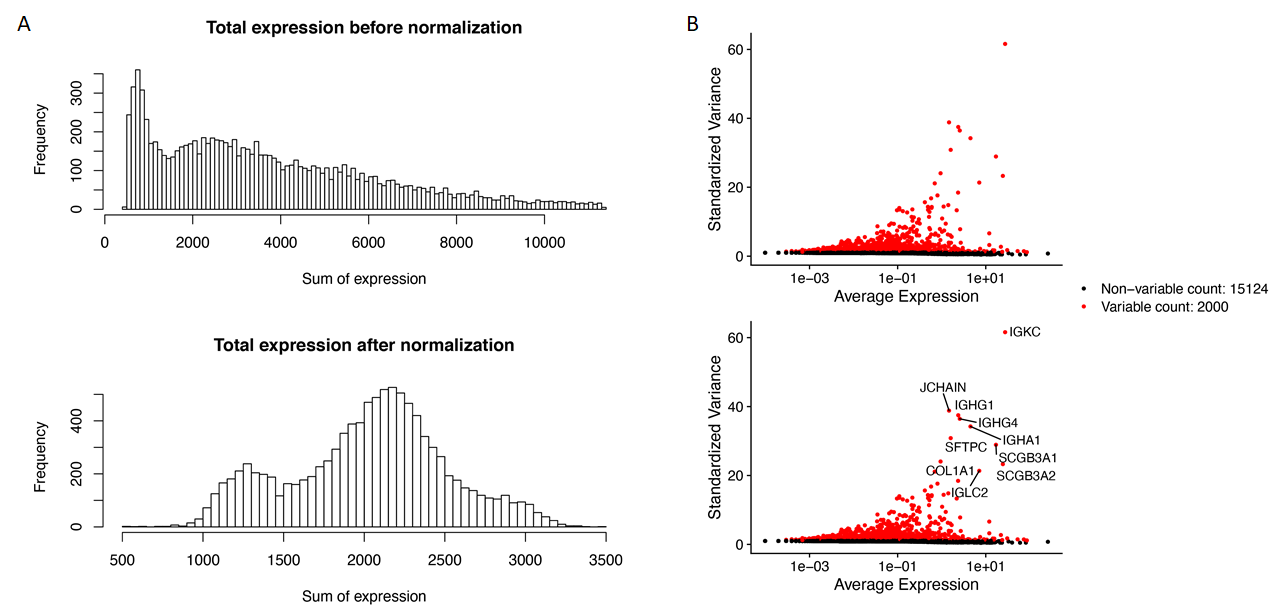 A
Total expression before normalization
Frequency
0
100
200
300
0
2000
4000
6000
8000
10000
Sum of expression
Total expression after normalization
Frequency
0
200
400
500
1000
1500
2000
2500
3000
3500
Sum of expression
B
Standardized Variance
60
40
20
0
1e−03
1e−01
1e+01
Average Expression
Non−variable count: 15124
Variable count: 2000
Standardized Variance
60
40
20
0
IGKC
JCHAIN
IGHG1
IGHG4
IGHA1
SFTPC
SCGB3A1
COL1A1
SCGB3A2
IGLC2
1e−03
1e−01
1e+01
Average Expression